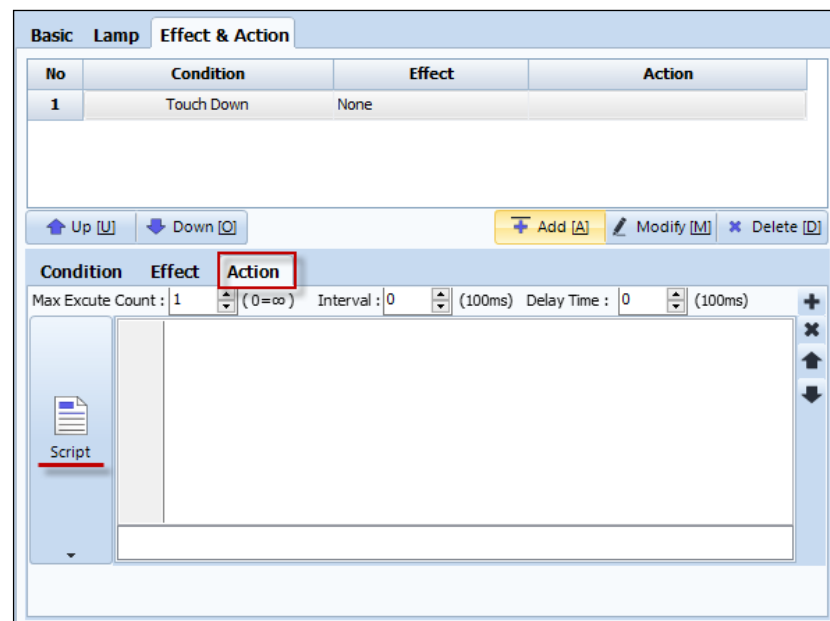 Basic Lamp Effect & Action
No Condition Effect Action
1 Touch Down None
Up [U] Down [O] Add [A] Modify [M] Delete [D]
Condition Effect Action
Max Excute Count : 1 ( 0=∞ ) Interval : 0 (100ms) Delay Time : 0 (100ms)
Script